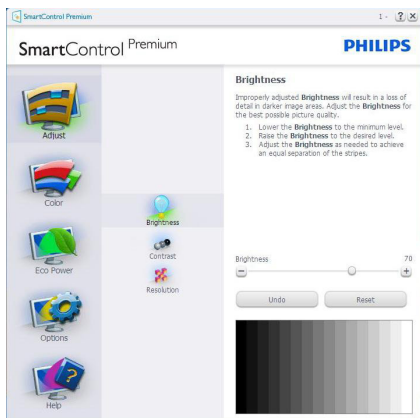 SmartControl Premium
1 - ? X
SmartControl Premium
PHILIPS
Adjust
Color
Eco Power
Options
Help
Brightness
Contrast
Resolution
Brightness
Improperly adjusted Brightness will result in a loss of
detail in darker image areas. Adjust the Brightness for
the best possible picture quality.
1. Lower the Brightness to the minimum level.
2. Raise the Brightness to the desired level.
3. Adjust the Brightness as needed to achieve
an equal separation of the stripes.
Brightness 70
Undo Reset